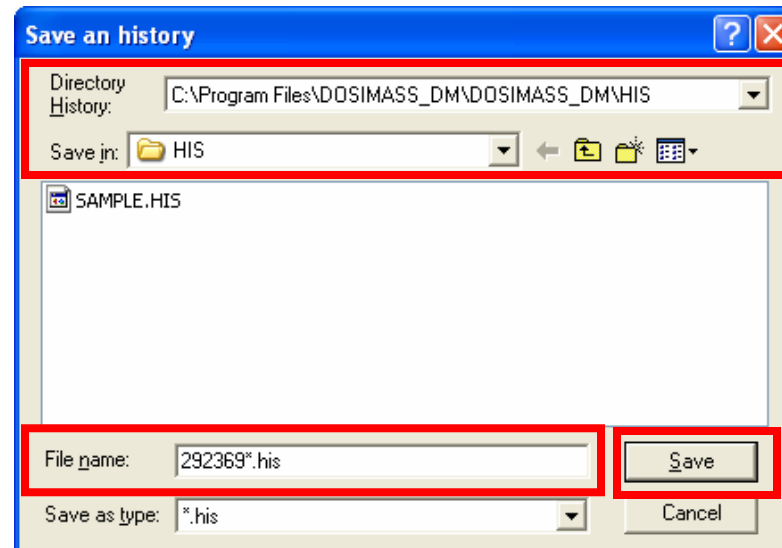 Save an history
Directory
History:
C:\Program Files\DOSIMASS_DM\DOSIMASS_DM\HIS
Save in: HIS
SAMPLE.HIS
File name: 292369*.his
Save
Save as type: *.his
Cancel